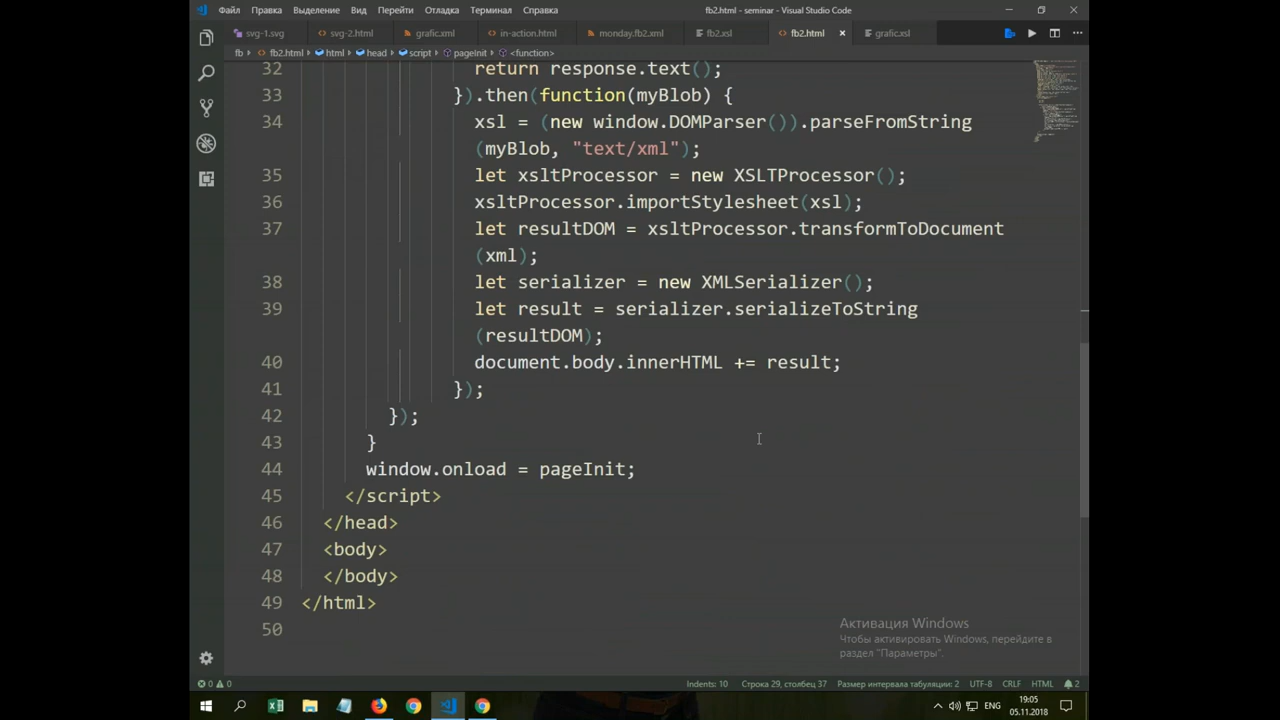 Файл Правка Выделение Вид Переход Отладка Терминал Справка fb2.html - seminar - Visual Studio Code
svg-1.svg svg-2.html grafic.xml in-action.html monday.fb2.xml fb2.xsl fb2.html grafic.xsl
fb fb2.html html head script pageInit <function>
32 return response.text();
33 }).then(function(myBlob) {
34 xsl = (new window.DOMParser()).parseFromString
(myBlob, "text/xml");
35 let xsltProcessor = new XSLTProcessor();
36 xsltProcessor.importStylesheet(xsl);
37 let resultDOM = xsltProcessor.transformToDocument
(xml);
38 let serializer = new XMLSerializer();
39 let result = serializer.serializeToString
(resultDOM);
40 document.body.innerHTML += result;
41 });
42 });
43 }
44 window.onload = pageInit;
45 </script>
46 </head>
47 <body>
48 </body>
49 </html>
50
Активация Windows
Чтобы активировать Windows, перейдите в
раздел "Параметры".
0 0 Indents: 10 Строка 29, столбец 37 Размер интервала табуляции: 2 UTF-8 CRLF HTML 2
ENG 19:05
05.11.2018